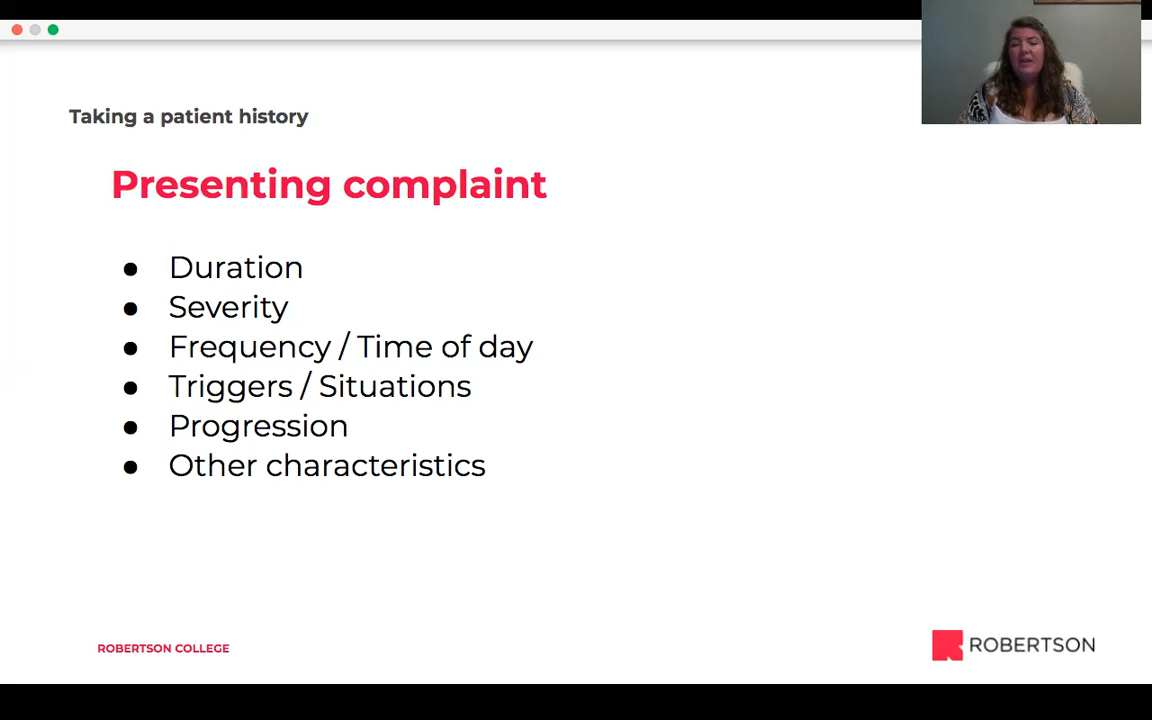 Taking a patient history
Presenting complaint
● Duration
● Severity
● Frequency / Time of day
● Triggers / Situations
● Progression
● Other characteristics
ROBERTSON COLLEGE
ROBERTSON